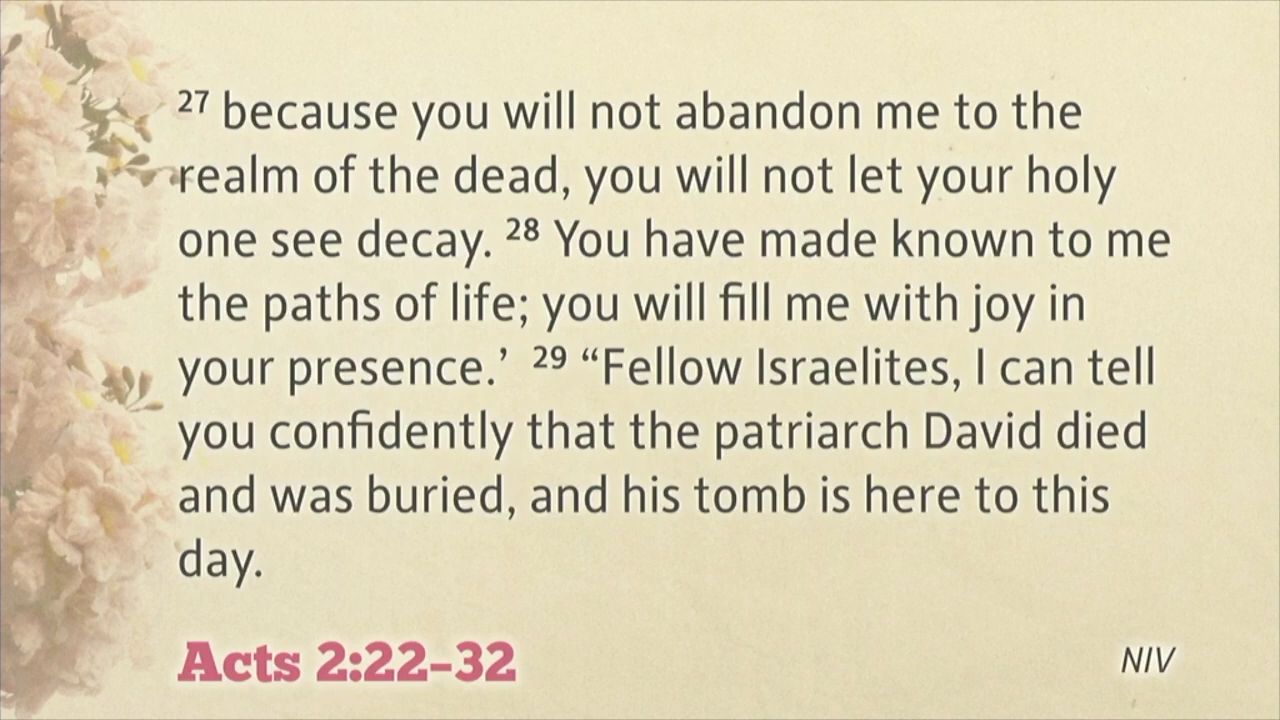 ²⁷ because you will not abandon me to the
realm of the dead, you will not let your holy
one see decay. ²⁸ You have made known to me
the paths of life; you will fill me with joy in
your presence.’ ²⁹ “Fellow Israelites, I can tell
you confidently that the patriarch David died
and was buried, and his tomb is here to this
day.
Acts 2:22–32
NIV